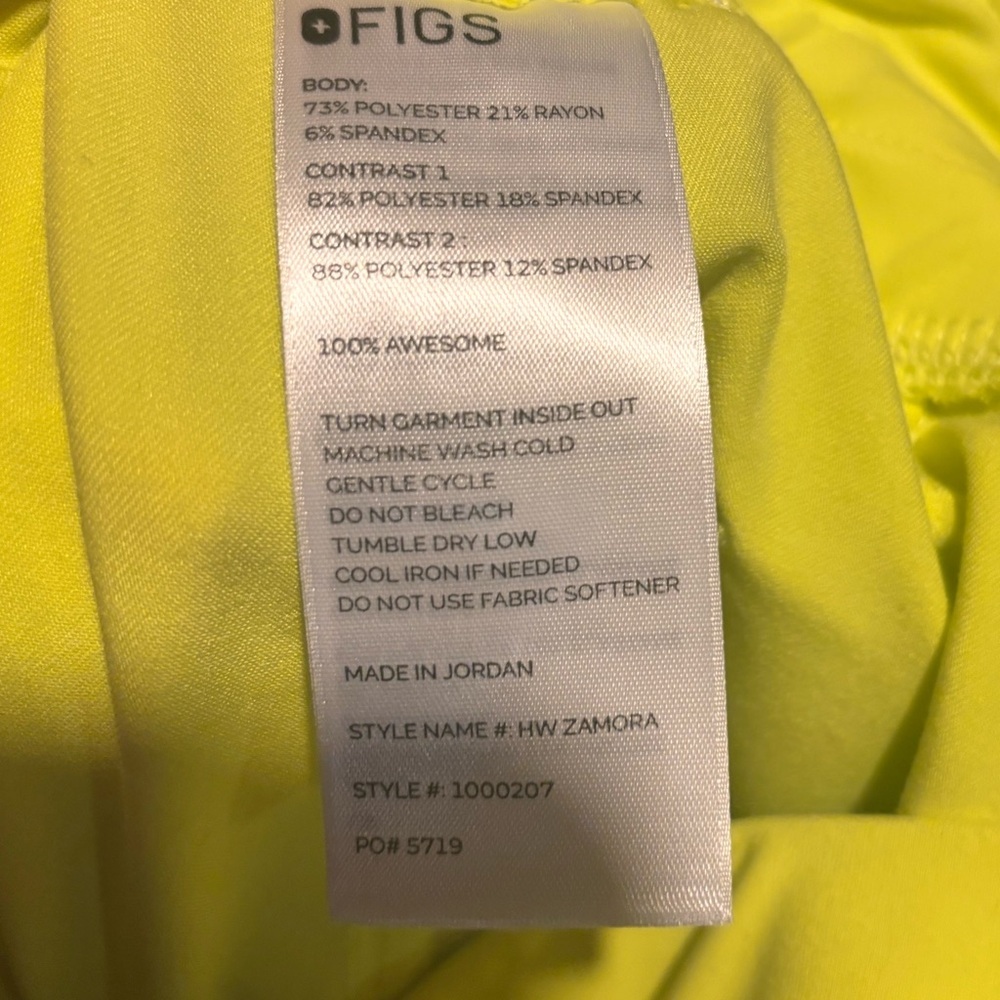 FIGS
BODY:
73% POLYESTER 21% RAYON
6% SPANDEX
CONTRAST 1
82% POLYESTER 18% SPANDEX
CONTRAST 2 :
88% POLYESTER 12% SPANDEX
100% AWESOME
TURN GARMENT INSIDE OUT
MACHINE WASH COLD
GENTLE CYCLE
DO NOT BLEACH
TUMBLE DRY LOW
COOL IRON IF NEEDED
DO NOT USE FABRIC SOFTENER
MADE IN JORDAN
STYLE NAME #: HW ZAMORA
STYLE #: 1000207
PO# 5719